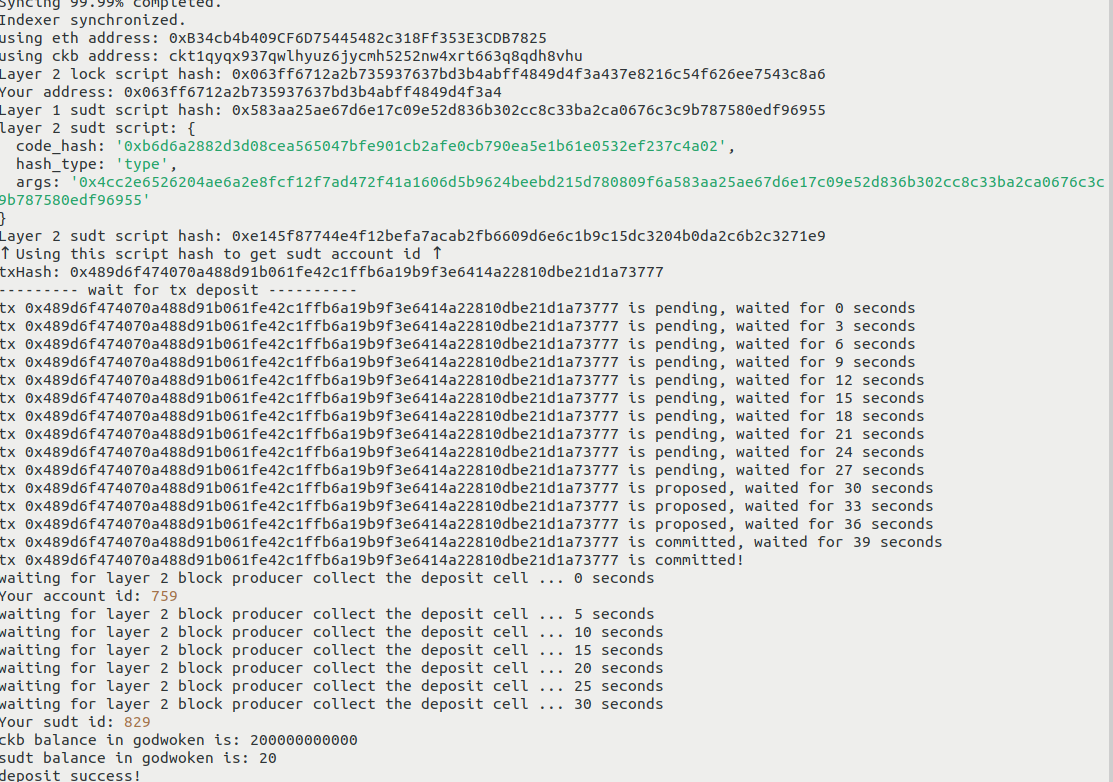 syncing 99.99% completed.
Indexer synchronized.
using eth address: 0xB34cb4b409CF6D75445482c318Ff353E3CDB7825
using ckb address: ckt1qyqx937qwlhyuz6jycmh5252nw4xrt663q8qdh8vhu
Layer 2 lock script hash: 0x063ff6712a2b735937637bd3b4abff4849d4f3a437e8216c54f626ee7543c8a6
Your address: 0x063ff6712a2b735937637bd3b4abff4849d4f3a4
Layer 1 sudt script hash: 0x583aa25ae67d6e17c09e52d836b302cc8c33ba2ca0676c3c9b787580edf96955
layer 2 sudt script: {
  code_hash: '0xb6d6a2882d3d08cea565047bfe901cb2afe0cb790ea5e1b61e0532ef237c4a02',
  hash_type: 'type',
  args: '0x4cc2e6526204ae6a2e8fcf12f7ad472f41a1606d5b9624beebd215d780809f6a583aa25ae67d6e17c09e52d836b302cc8c33ba2ca0676c3c
9b787580edf96955'
}
Layer 2 sudt script hash: 0xe145f87744e4f12befa7acab2fb6609d6e6c1b9c15dc3204b0da2c6b2c3271e9
↑ Using this script hash to get sudt account id ↑
txHash: 0x489d6f474070a488d91b061fe42c1ffb6a19b9f3e6414a22810dbe21d1a73777
--------- wait for tx deposit ----------
tx 0x489d6f474070a488d91b061fe42c1ffb6a19b9f3e6414a22810dbe21d1a73777 is pending, waited for 0 seconds
tx 0x489d6f474070a488d91b061fe42c1ffb6a19b9f3e6414a22810dbe21d1a73777 is pending, waited for 3 seconds
tx 0x489d6f474070a488d91b061fe42c1ffb6a19b9f3e6414a22810dbe21d1a73777 is pending, waited for 6 seconds
tx 0x489d6f474070a488d91b061fe42c1ffb6a19b9f3e6414a22810dbe21d1a73777 is pending, waited for 9 seconds
tx 0x489d6f474070a488d91b061fe42c1ffb6a19b9f3e6414a22810dbe21d1a73777 is pending, waited for 12 seconds
tx 0x489d6f474070a488d91b061fe42c1ffb6a19b9f3e6414a22810dbe21d1a73777 is pending, waited for 15 seconds
tx 0x489d6f474070a488d91b061fe42c1ffb6a19b9f3e6414a22810dbe21d1a73777 is pending, waited for 18 seconds
tx 0x489d6f474070a488d91b061fe42c1ffb6a19b9f3e6414a22810dbe21d1a73777 is pending, waited for 21 seconds
tx 0x489d6f474070a488d91b061fe42c1ffb6a19b9f3e6414a22810dbe21d1a73777 is pending, waited for 24 seconds
tx 0x489d6f474070a488d91b061fe42c1ffb6a19b9f3e6414a22810dbe21d1a73777 is pending, waited for 27 seconds
tx 0x489d6f474070a488d91b061fe42c1ffb6a19b9f3e6414a22810dbe21d1a73777 is proposed, waited for 30 seconds
tx 0x489d6f474070a488d91b061fe42c1ffb6a19b9f3e6414a22810dbe21d1a73777 is proposed, waited for 33 seconds
tx 0x489d6f474070a488d91b061fe42c1ffb6a19b9f3e6414a22810dbe21d1a73777 is proposed, waited for 36 seconds
tx 0x489d6f474070a488d91b061fe42c1ffb6a19b9f3e6414a22810dbe21d1a73777 is committed, waited for 39 seconds
tx 0x489d6f474070a488d91b061fe42c1ffb6a19b9f3e6414a22810dbe21d1a73777 is committed!
waiting for layer 2 block producer collect the deposit cell ... 0 seconds
Your account id: 759
waiting for layer 2 block producer collect the deposit cell ... 5 seconds
waiting for layer 2 block producer collect the deposit cell ... 10 seconds
waiting for layer 2 block producer collect the deposit cell ... 15 seconds
waiting for layer 2 block producer collect the deposit cell ... 20 seconds
waiting for layer 2 block producer collect the deposit cell ... 25 seconds
waiting for layer 2 block producer collect the deposit cell ... 30 seconds
Your sudt id: 829
ckb balance in godwoken is: 200000000000
sudt balance in godwoken is: 20
deposit success!